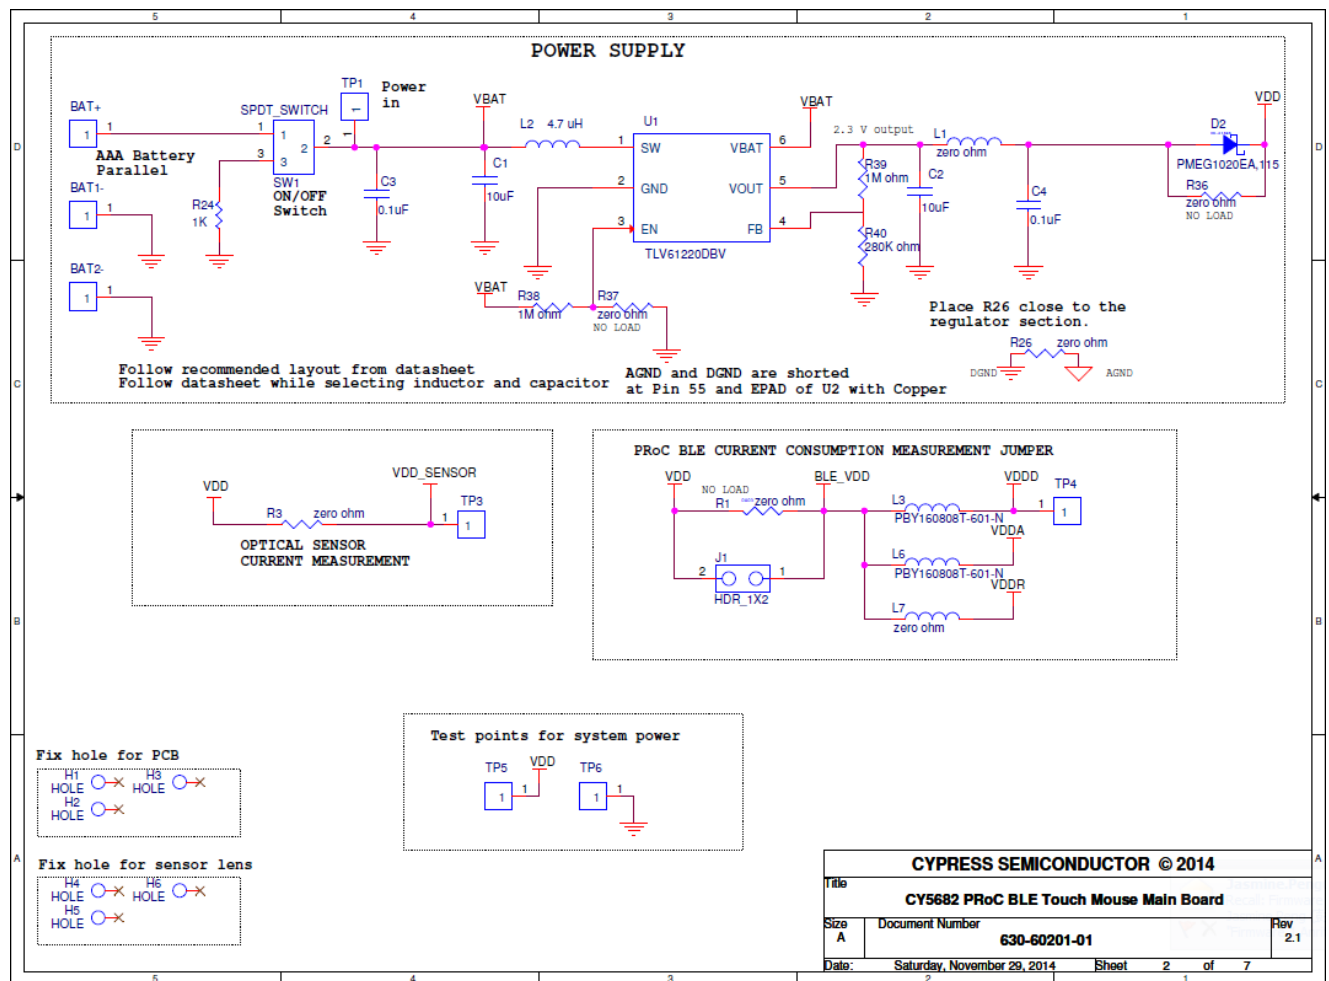 5 4 3 2 1
POWER SUPPLY
BAT+
1 1
AAA Battery
Parallel
BAT1-
1 1
BAT2-
1 1
SPDT_SWITCH
1 1
2 2
3 3
SW1
ON/OFF
Switch
R24
1K
TP1
1
1
Power
in
C3
0.1uF
VBAT
C1
10uF
L2 4.7 uH
U1
1 SW
2 GND
3 EN
VBAT 6
VOUT 5
FB 4
TLV61220DBV
VBAT
VBAT
R38
1M ohm
R37
zero ohm
NO LOAD
2.3 V output
R39
1M ohm
R40
280K ohm
C2
10uF
L1
zero ohm
C4
0.1uF
D2
PMEG1020EA,115
VDD
R36
zero ohm
NO LOAD
Place R26 close to the
regulator section.
R26 zero ohm
DGND
AGND
Follow recommended layout from datasheet
Follow datasheet while selecting inductor and capacitor
AGND and DGND are shorted
at Pin 55 and EPAD of U2 with Copper
VDD
R3 zero ohm
VDD_SENSOR
TP3
1 1
OPTICAL SENSOR
CURRENT MEASUREMENT
PRoC BLE CURRENT CONSUMPTION MEASUREMENT JUMPER
VDD
NO LOAD
R1 zero ohm
BLE_VDD
J1
2 1
HDR_1X2
L3
PBY160808T-601-N
VDDD
TP4
1 1
VDDA
L6
PBY160808T-601-N
VDDR
L7
zero ohm
Test points for system power
TP5
1 1
VDD
TP6
1 1
Fix hole for PCB
H1
HOLE
H3
HOLE
H2
HOLE
Fix hole for sensor lens
H4
HOLE
H6
HOLE
H5
HOLE
CYPRESS SEMICONDUCTOR © 2014
Title
CY5682 PRoC BLE Touch Mouse Main Board
Size
A
Document Number
630-60201-01
Rev
2.1
Date: Saturday, November 29, 2014 Sheet 2 of 7
D
C
B
A
D
C
B
A
5 4 3 2 1